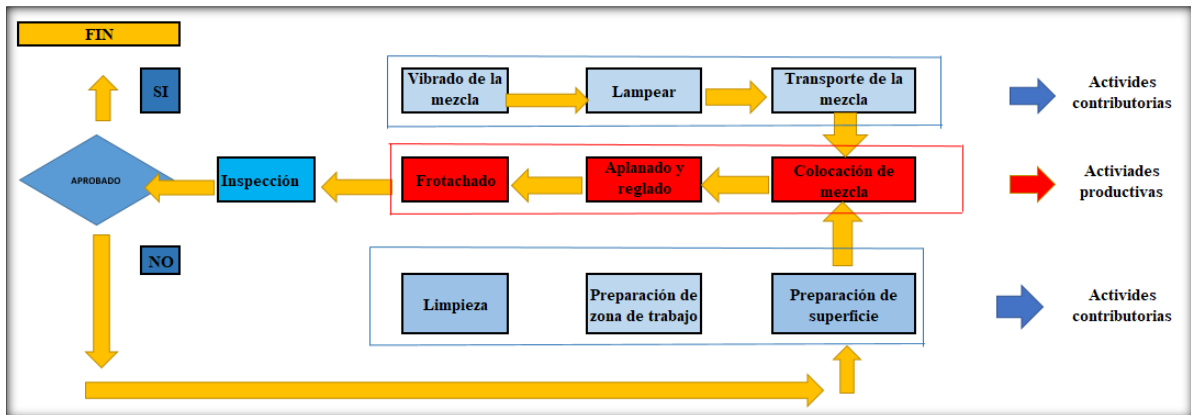 FIN
SI
Vibrado de la
mezcla
Lampear
Transporte de la
mezcla
Activides
contributorias
APROBADO
Inspección
Frotachado
Aplanado y
reglado
Colocación de
mezcla
Activiades
productivas
NO
Limpieza
Preparación de
zona de trabajo
Preparación de
superficie
Activides
contributorias